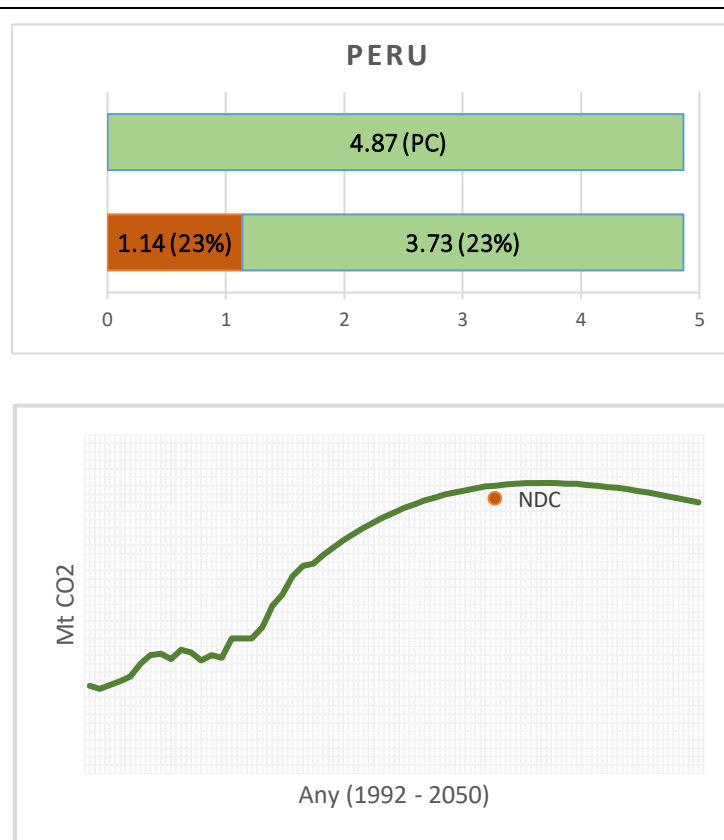 PERU
4.87 (PC)
1.14 (23%) 3.73 (23%)
0 1 2 3 4 5
NDC
Mt CO2
Any (1992 - 2050)